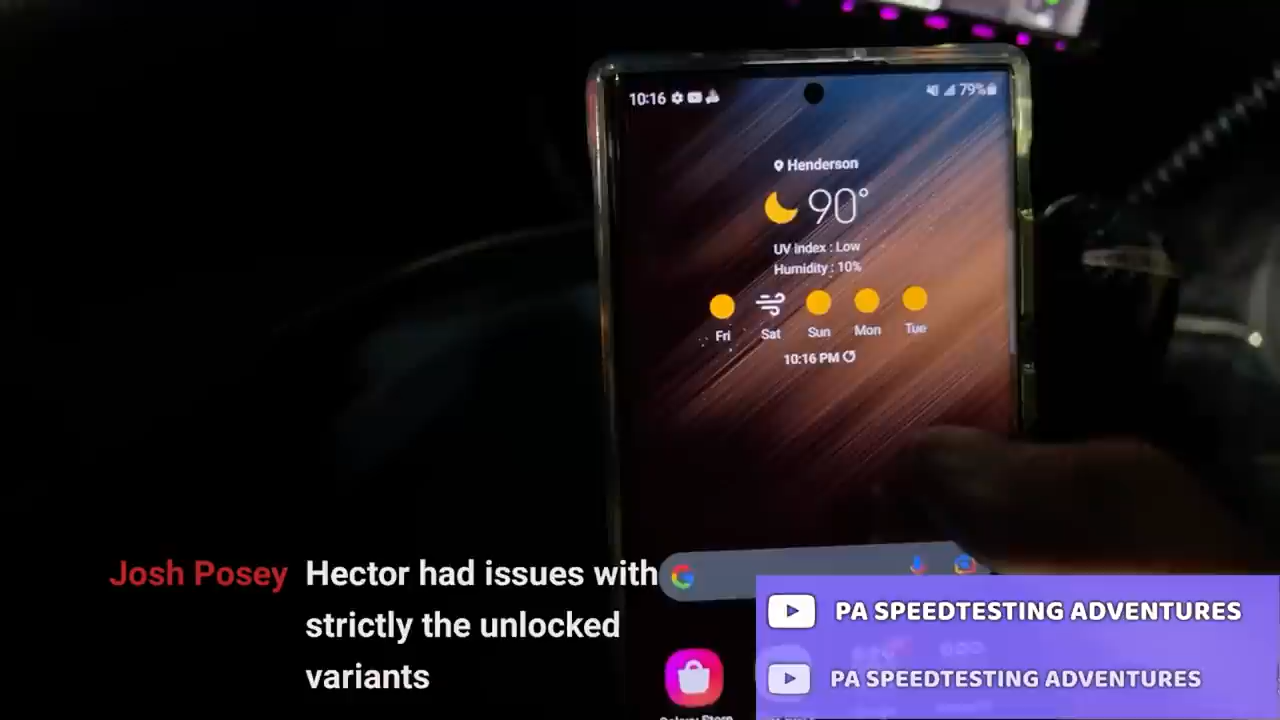 10:16
79%
Henderson
90°
UV index : Low
Humidity : 10%
Fri Sat Sun Mon Tue
10:16 PM
Josh Posey Hector had issues with
strictly the unlocked
variants
PA SPEEDTESTING ADVENTURES
PA SPEEDTESTING ADVENTURES